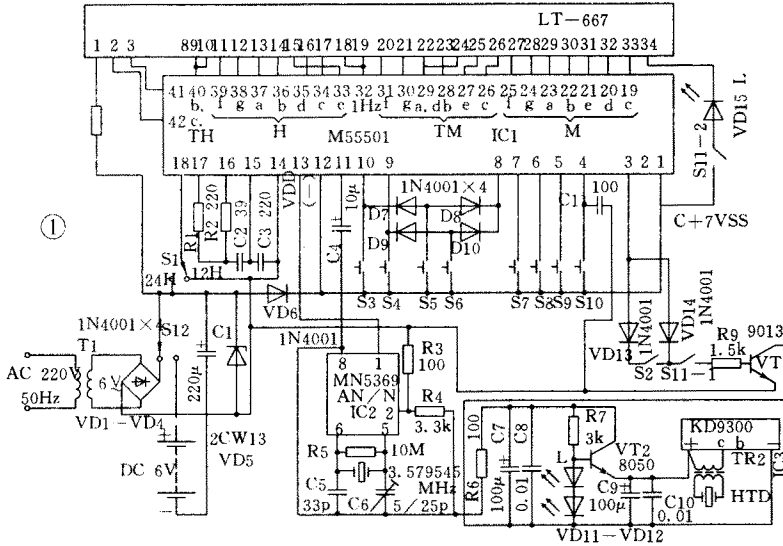 LT-667
1 2 3 8 9 10 11 12 13 14 15 16 17 18 19 20 21 22 23 24 25 26 27 28 29 30 31 32 33 34
41 40 39 38 37 36 35 34 33 32 31 30 29 28 27 26 25 24 23 22 21 20 19
b. f g a b d c e 1Hz f g a.d b e c f g a b e d c
42 c.
TH H M55501 TM IC1 M
18 17 16 15 14 13 12 11 10 9 8 7 6 5 4 3 2 1
VD15 L
S11-2
C+7VSS
①
R1
R2 220
C2 39
C3 220
VDD
(-)
10μ
C4
1N4001×4
D7 D8
D9 D10
C11
100
S1
24H
12H
VD6
S3 S4 S5 S6 S7 S8 S9 S10
1N4001×4
S12
C1
1N4001
T1
AC 220V
50Hz
6V
VD1-VD4
220μ
DC 6V
2CW13
VD5
8 1
MN5369
AN/N
IC2 2
6 5
R3
100
R4
3.3k
R5 10M
3.579545
MHz
C5
33p
C6
5/25p
VD13
1N4001
VD14
1N4001
S2 S11-1
R9
1.5k
9013
VT
100
R6
C7
100μ
C8
0.01
R7
3k
L
VT2
8050
VD11-VD12
C9
100μ
C10
0.01
KD9300
c b
TR2
HTD
IC3